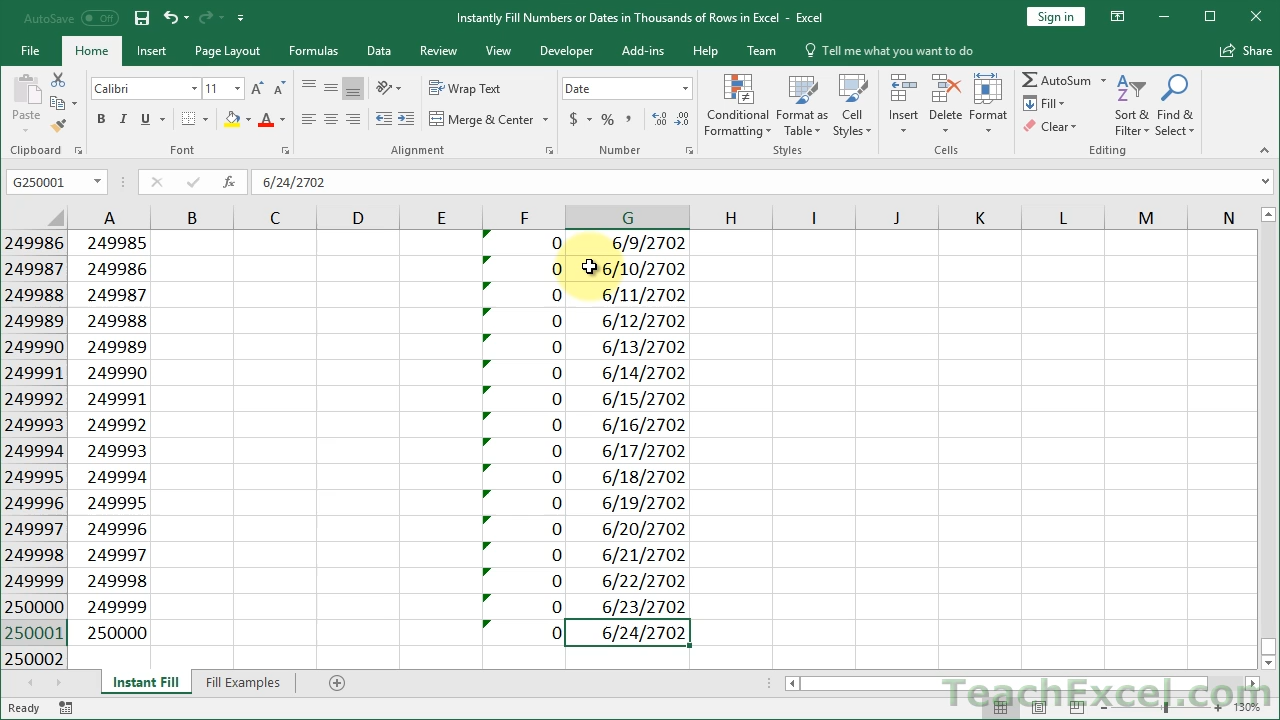 AutoSave Off
Instantly Fill Numbers or Dates in Thousands of Rows in Excel - Excel
Sign in
File Home Insert Page Layout Formulas Data Review View Developer Add-ins Help Team Tell me what you want to do Share
Paste
Calibri 11
B I U
Wrap Text
Merge & Center
Date
$ % ,
Conditional Formatting
Format as Table
Cell Styles
Insert Delete Format
AutoSum
Fill
Clear
Sort & Filter
Find & Select
Clipboard Font Alignment Number Styles Cells Editing
G250001 fx 6/24/2702
A B C D E F G H I J K L M N
249986 249985 0 6/9/2702
249987 249986 0 6/10/2702
249988 249987 0 6/11/2702
249989 249988 0 6/12/2702
249990 249989 0 6/13/2702
249991 249990 0 6/14/2702
249992 249991 0 6/15/2702
249993 249992 0 6/16/2702
249994 249993 0 6/17/2702
249995 249994 0 6/18/2702
249996 249995 0 6/19/2702
249997 249996 0 6/20/2702
249998 249997 0 6/21/2702
249999 249998 0 6/22/2702
250000 249999 0 6/23/2702
250001 250000 0 6/24/2702
250002
Instant Fill Fill Examples
TeachExcel.com
Ready
130%